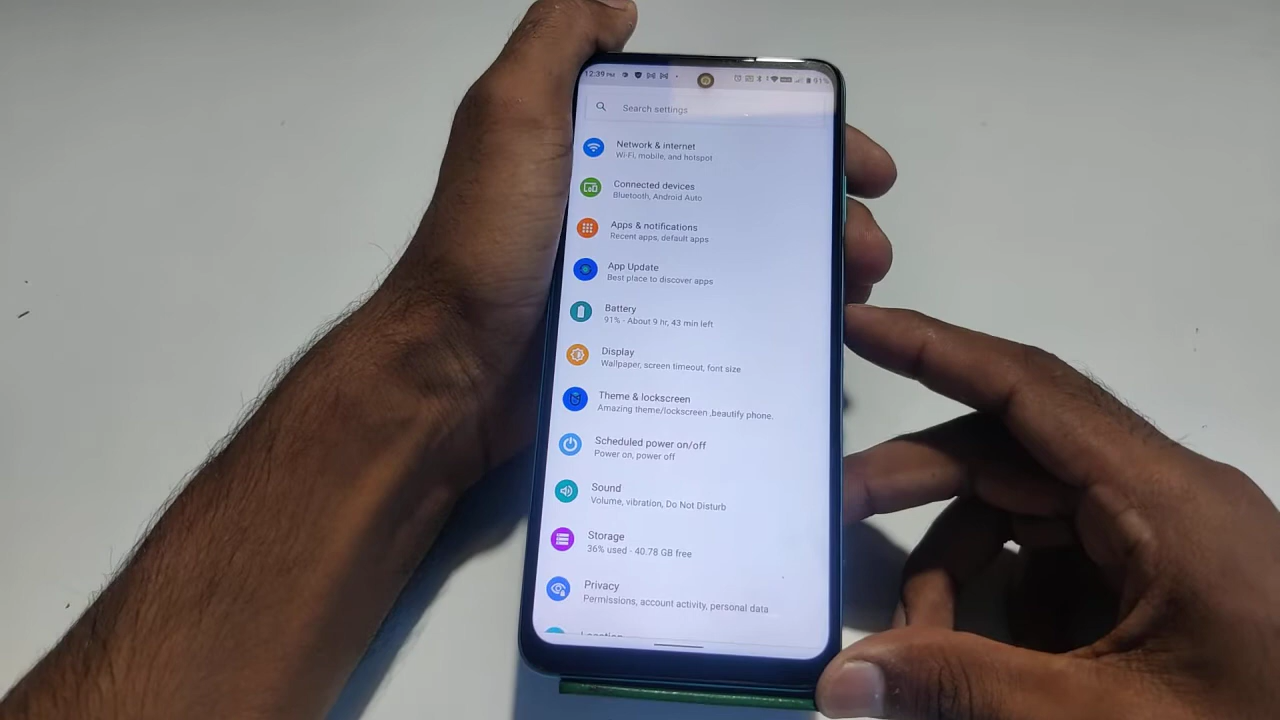 12:39 PM
91%
Search settings
Network & internet
Wi-Fi, mobile, and hotspot
Connected devices
Bluetooth, Android Auto
Apps & notifications
Recent apps, default apps
App Update
Best place to discover apps
Battery
91% - About 9 hr, 43 min left
Display
Wallpaper, screen timeout, font size
Theme & lockscreen
Amazing theme/lockscreen ,beautify phone.
Scheduled power on/off
Power on, power off
Sound
Volume, vibration, Do Not Disturb
Storage
36% used - 40.78 GB free
Privacy
Permissions, account activity, personal data
Location